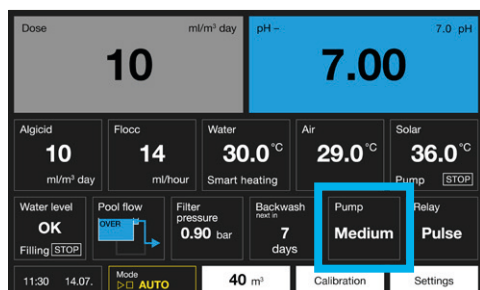 Dose ml/m³ day
10
pH – 7.0 pH
7.00
Algicid
10
ml/m³ day
Flocc
14
ml/hour
Water
30.0 °C
Smart heating
Air
29.0 °C
Solar
36.0 °C
Pump STOP
Water level
OK
Filling STOP
Pool flow
OVER
Filter
pressure
0.90 bar
Backwash
next in
7
days
Pump
Medium
Relay
Pulse
11:30 14.07.
Mode
AUTO
40 m³
Calibration
Settings